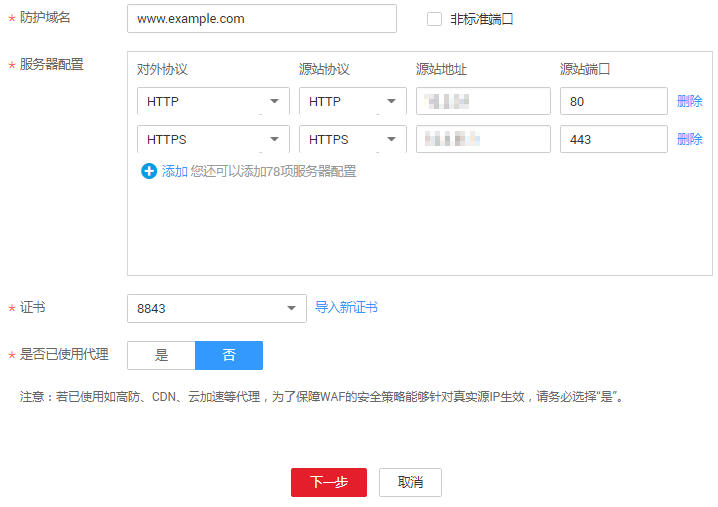 * 防护域名 www.example.com 非标准端口
* 服务器配置 对外协议 源站协议 源站地址 源站端口
HTTP HTTP 80 删除
HTTPS HTTPS 443 删除
添加 您还可以添加78项服务器配置
* 证书 8843 导入新证书
* 是否已使用代理 是 否
注意：若已使用如高防、CDN、云加速等代理，为了保障WAF的安全策略能够针对真实源IP生效，请务必选择“是”。
下一步 取消